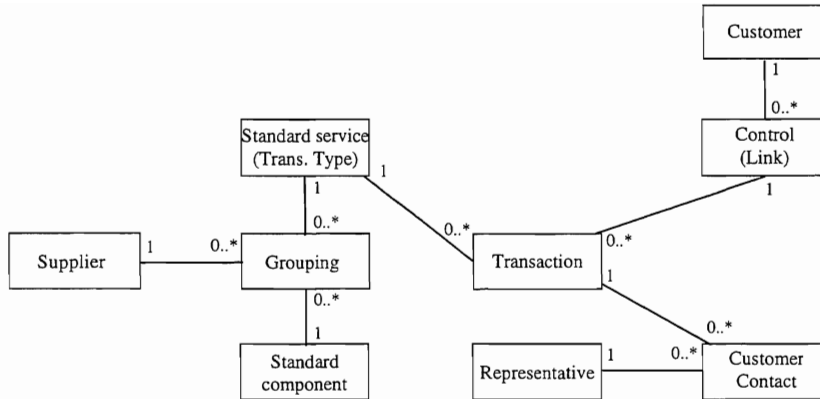 Customer
1
0..*
Control
(Link)
1
Standard service
(Trans. Type)
1
1
0..*
0..*
0..*
Supplier
1
0..*
Grouping
Transaction
1
0..*
1
0..*
Standard
component
Representative
1
0..*
Customer
Contact